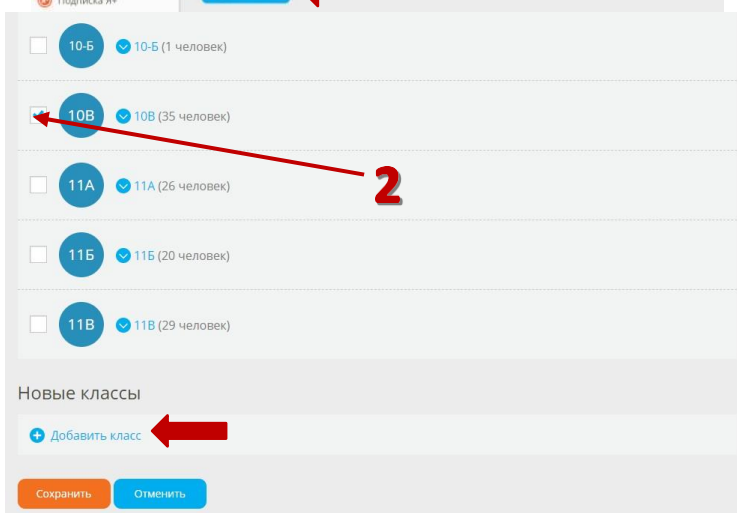 Подписка Я+
10-Б 10-Б (1 человек)
10В 10В (35 человек)
2
11А 11А (26 человек)
11Б 11Б (20 человек)
11В 11В (29 человек)
Новые классы
Добавить класс
Сохранить Отменить